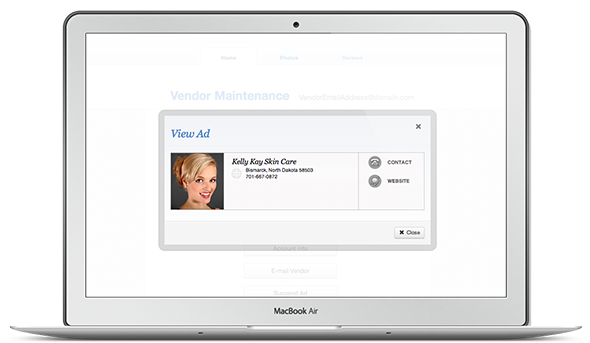 Home Photos Vendors
Vendor Maintenance VendorEmailAddress@domain.com
View Ad
Kelly Kay Skin Care
Bismarck, North Dakota 58503
701-667-0872
CONTACT
WEBSITE
Close
Account Info
E-mail Vendor
Suspend Ad
MacBook Air